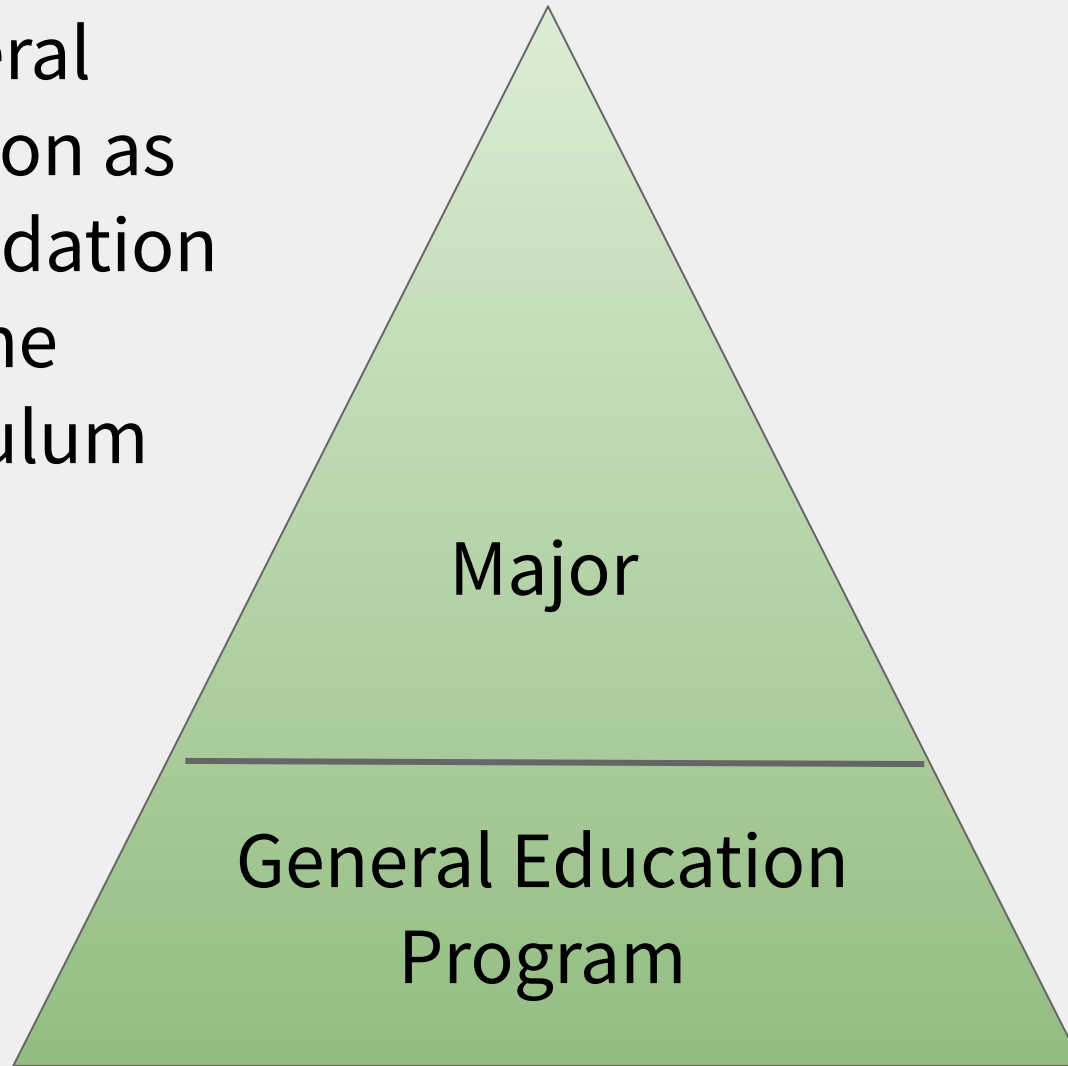 eral
on as
dation
ne
ulum
Major
General Education
Program